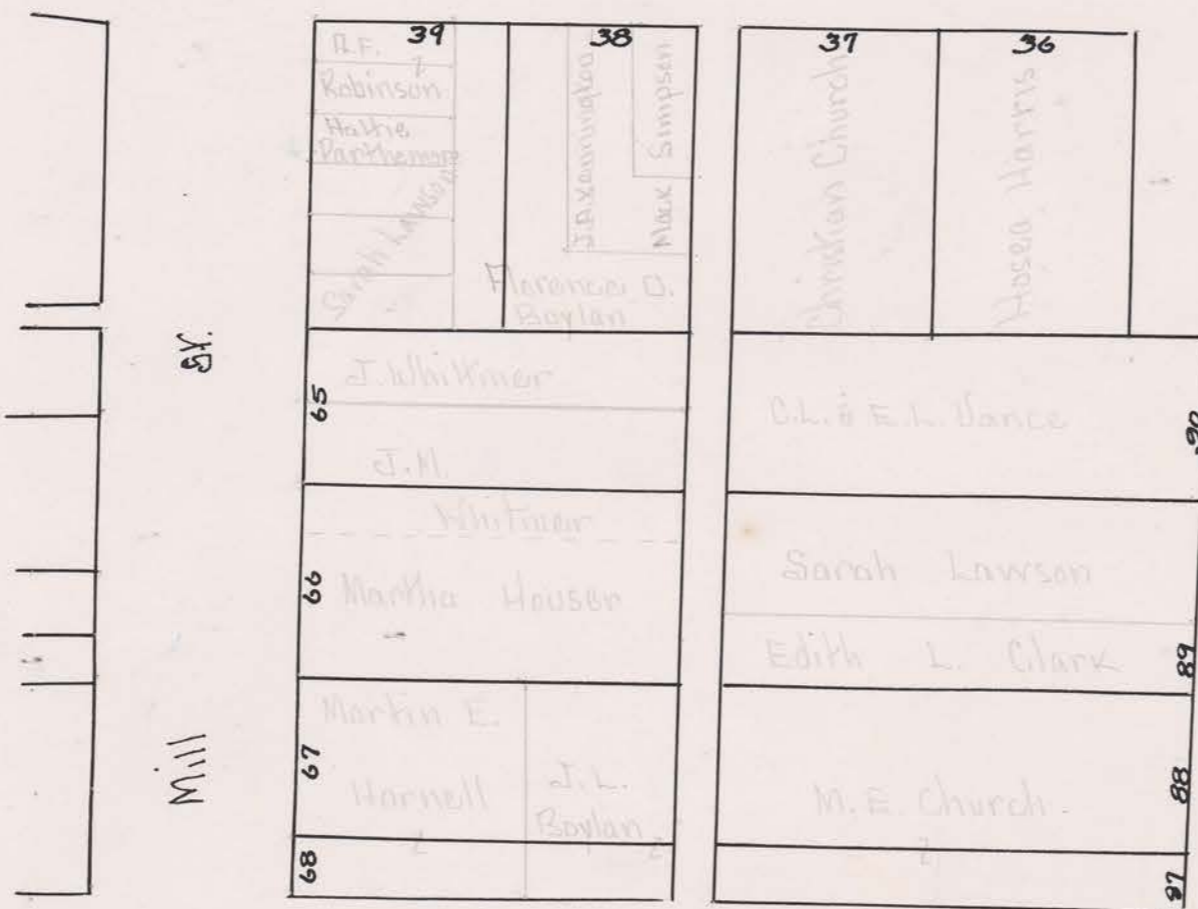 39
38
37
36
R.F.
Robinson
Hattie
Parthemore
Sarah Lawson
Mack Simpson
Florence O.
Boylan
Christian Church
Hosea Harris
St.
Mill
65
J. Whitmer
J.M.
Whitmer
66
Martha Houser
67
Martin E.
Harnell
J.L.
Boylan
68
C.L. & E.L. Vance
90
Sarah Lawson
Edith L. Clark
89
M.E. Church
88
87